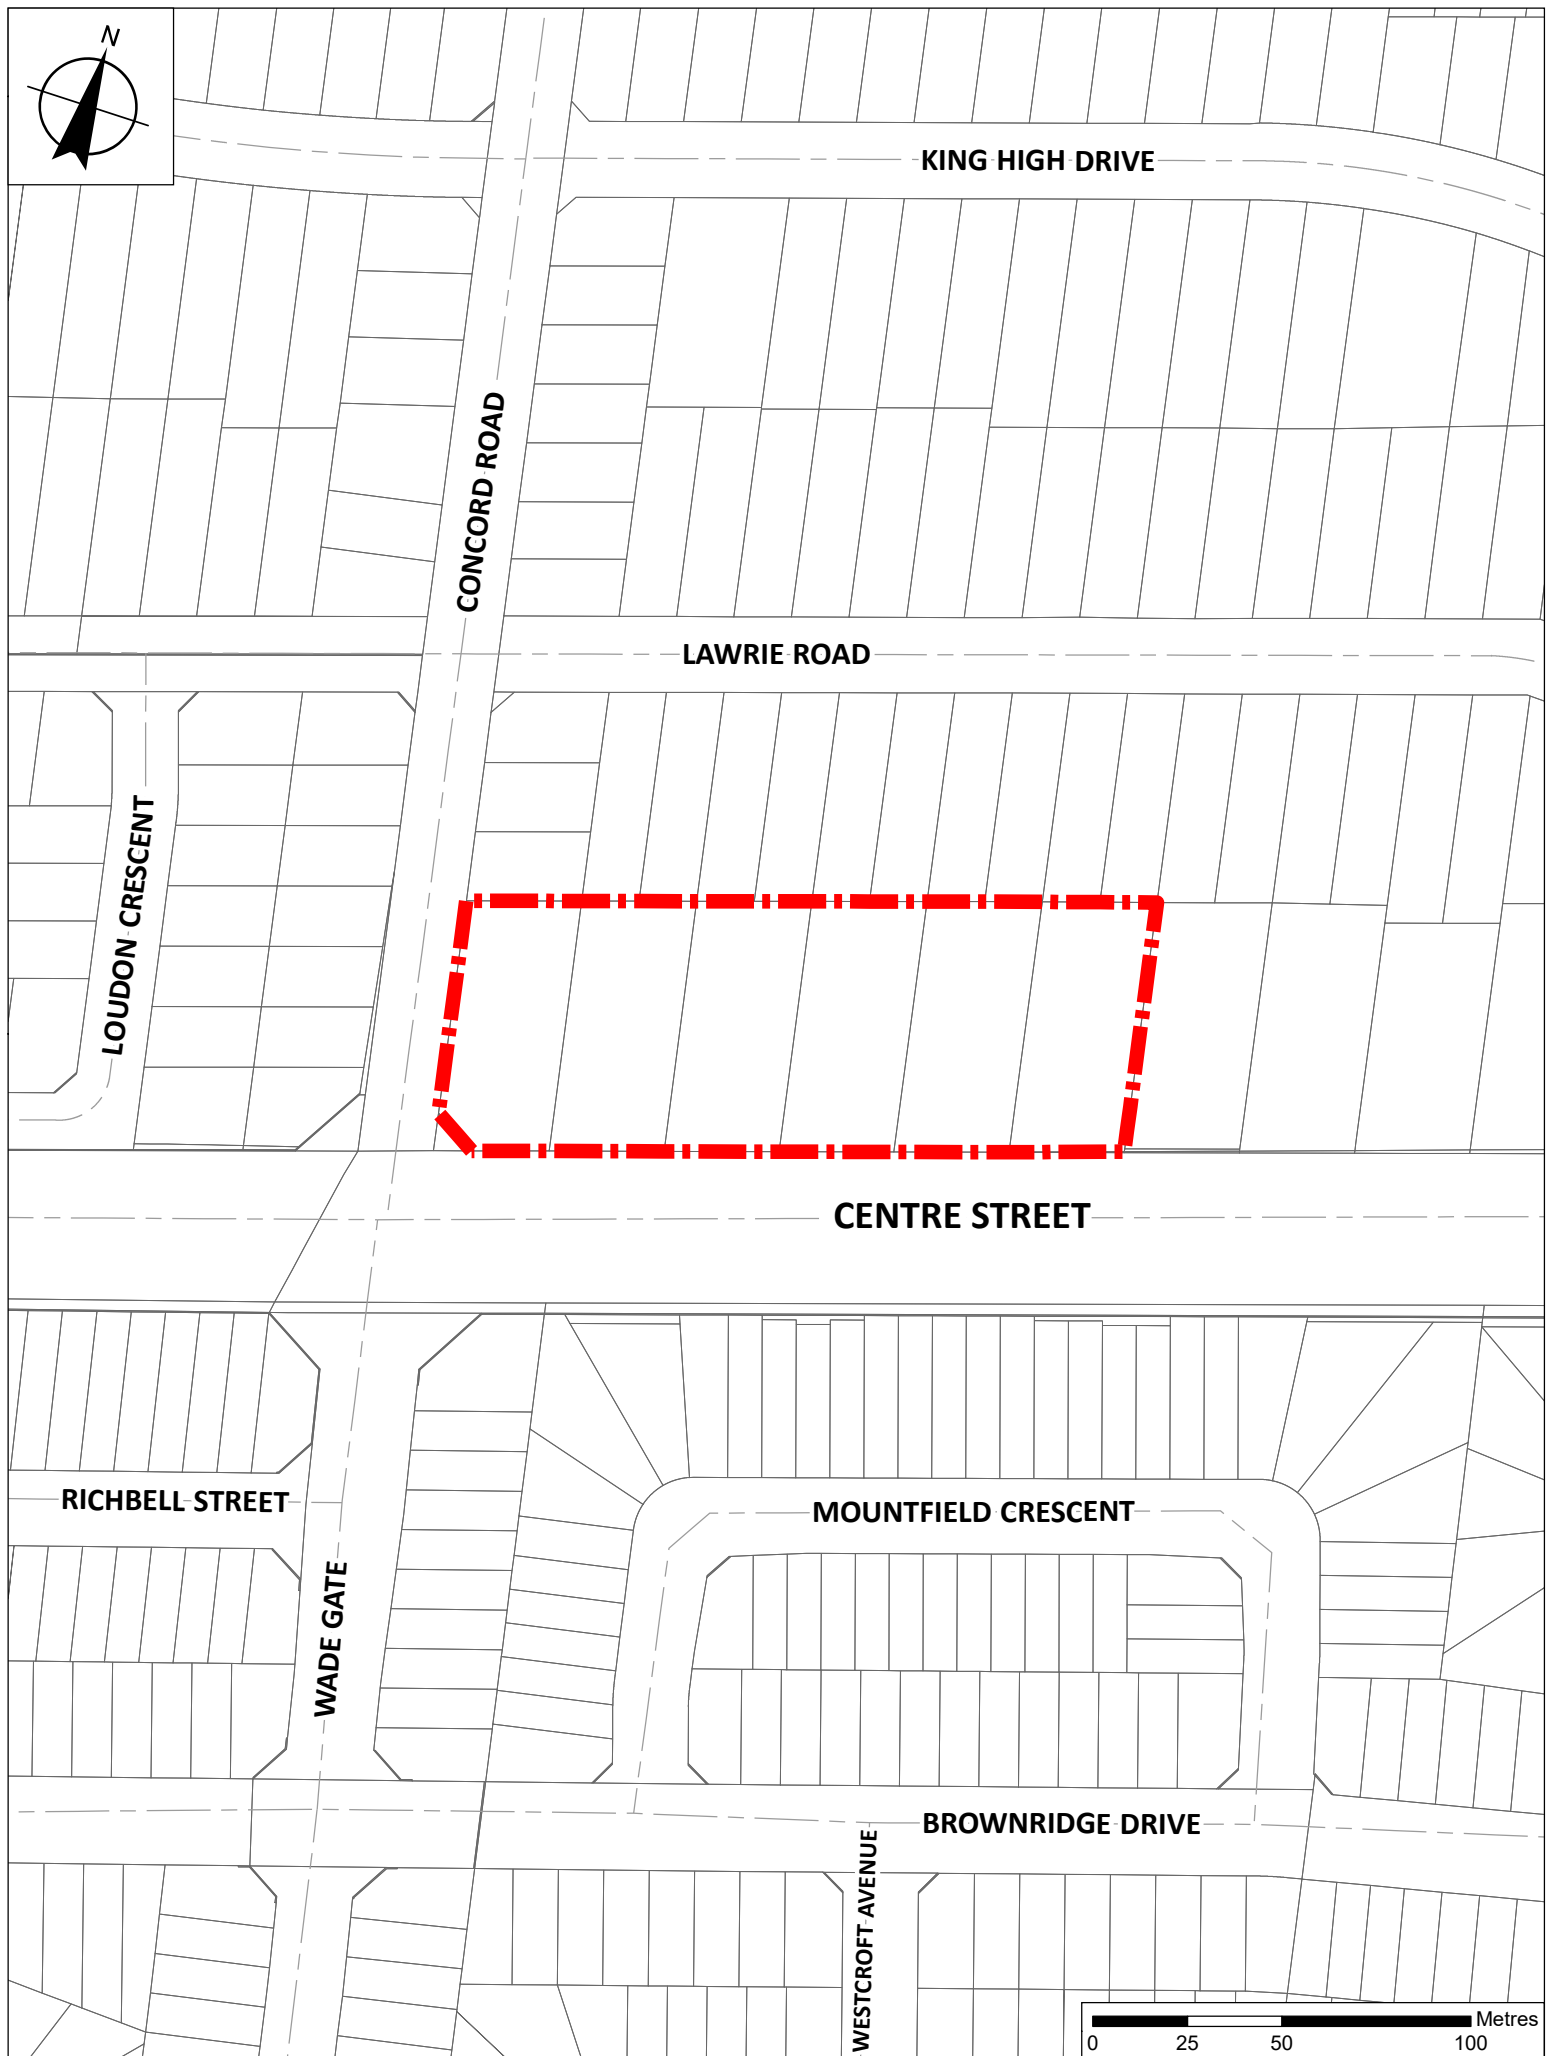 N
KING HIGH DRIVE
CONCORD ROAD
LAWRIE ROAD
LOUDON CRESCENT
CENTRE STREET
RICHBELL STREET
MOUNTFIELD CRESCENT
WADE GATE
BROWNRIDGE DRIVE
WESTCROFT AVENUE
Metres
0 25 50 100